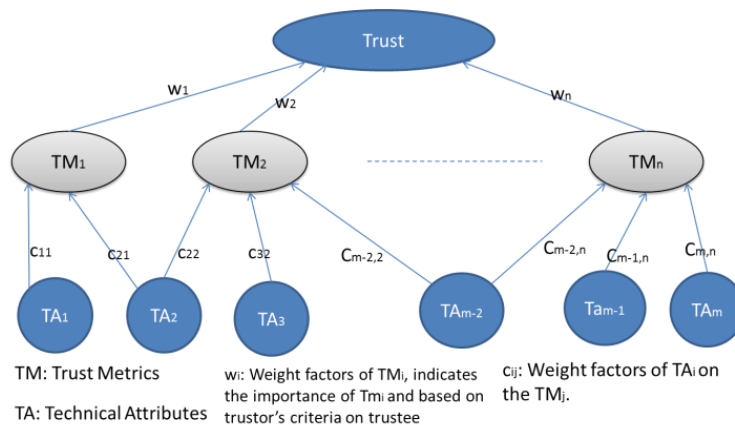 Trust
w1
w2
wn
TM1
TM2
TMn
c11
c21
c22
c32
Cm-2,2
Cm-2,n
Cm-1,n
Cm,n
TA1
TA2
TA3
TAm-2
Tam-1
TAm
TM: Trust Metrics
TA: Technical Attributes
wi: Weight factors of TMi, indicates
the importance of Tmi and based on
trustor's criteria on trustee
cij: Weight factors of TAi on
the TMj.